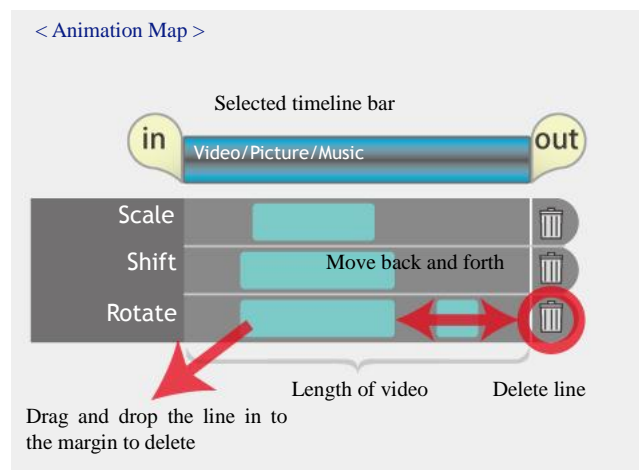 < Animation Map >
Selected timeline bar
in
out
Video/Picture/Music
Scale
Shift
Move back and forth
Rotate
Length of video
Delete line
Drag and drop the line in to
the margin to delete